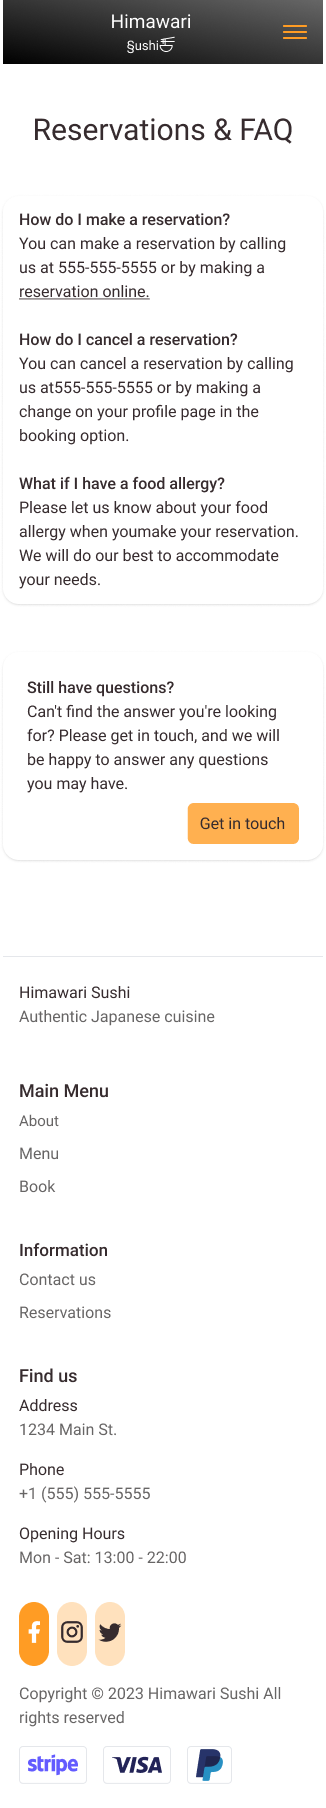 Himawari
Sushi
Reservations & FAQ
How do I make a reservation?
You can make a reservation by calling
us at 555-555-5555 or by making a
reservation online.
How do I cancel a reservation?
You can cancel a reservation by calling
us at555-555-5555 or by making a
change on your profile page in the
booking option.
What if I have a food allergy?
Please let us know about your food
allergy when youmake your reservation.
We will do our best to accommodate
your needs.
Still have questions?
Can't find the answer you're looking
for? Please get in touch, and we will
be happy to answer any questions
you may have.
Get in touch
Himawari Sushi
Authentic Japanese cuisine
Main Menu
About
Menu
Book
Information
Contact us
Reservations
Find us
Address
1234 Main St.
Phone
+1 (555) 555-5555
Opening Hours
Mon - Sat: 13:00 - 22:00
Copyright © 2023 Himawari Sushi All
rights reserved
stripe VISA